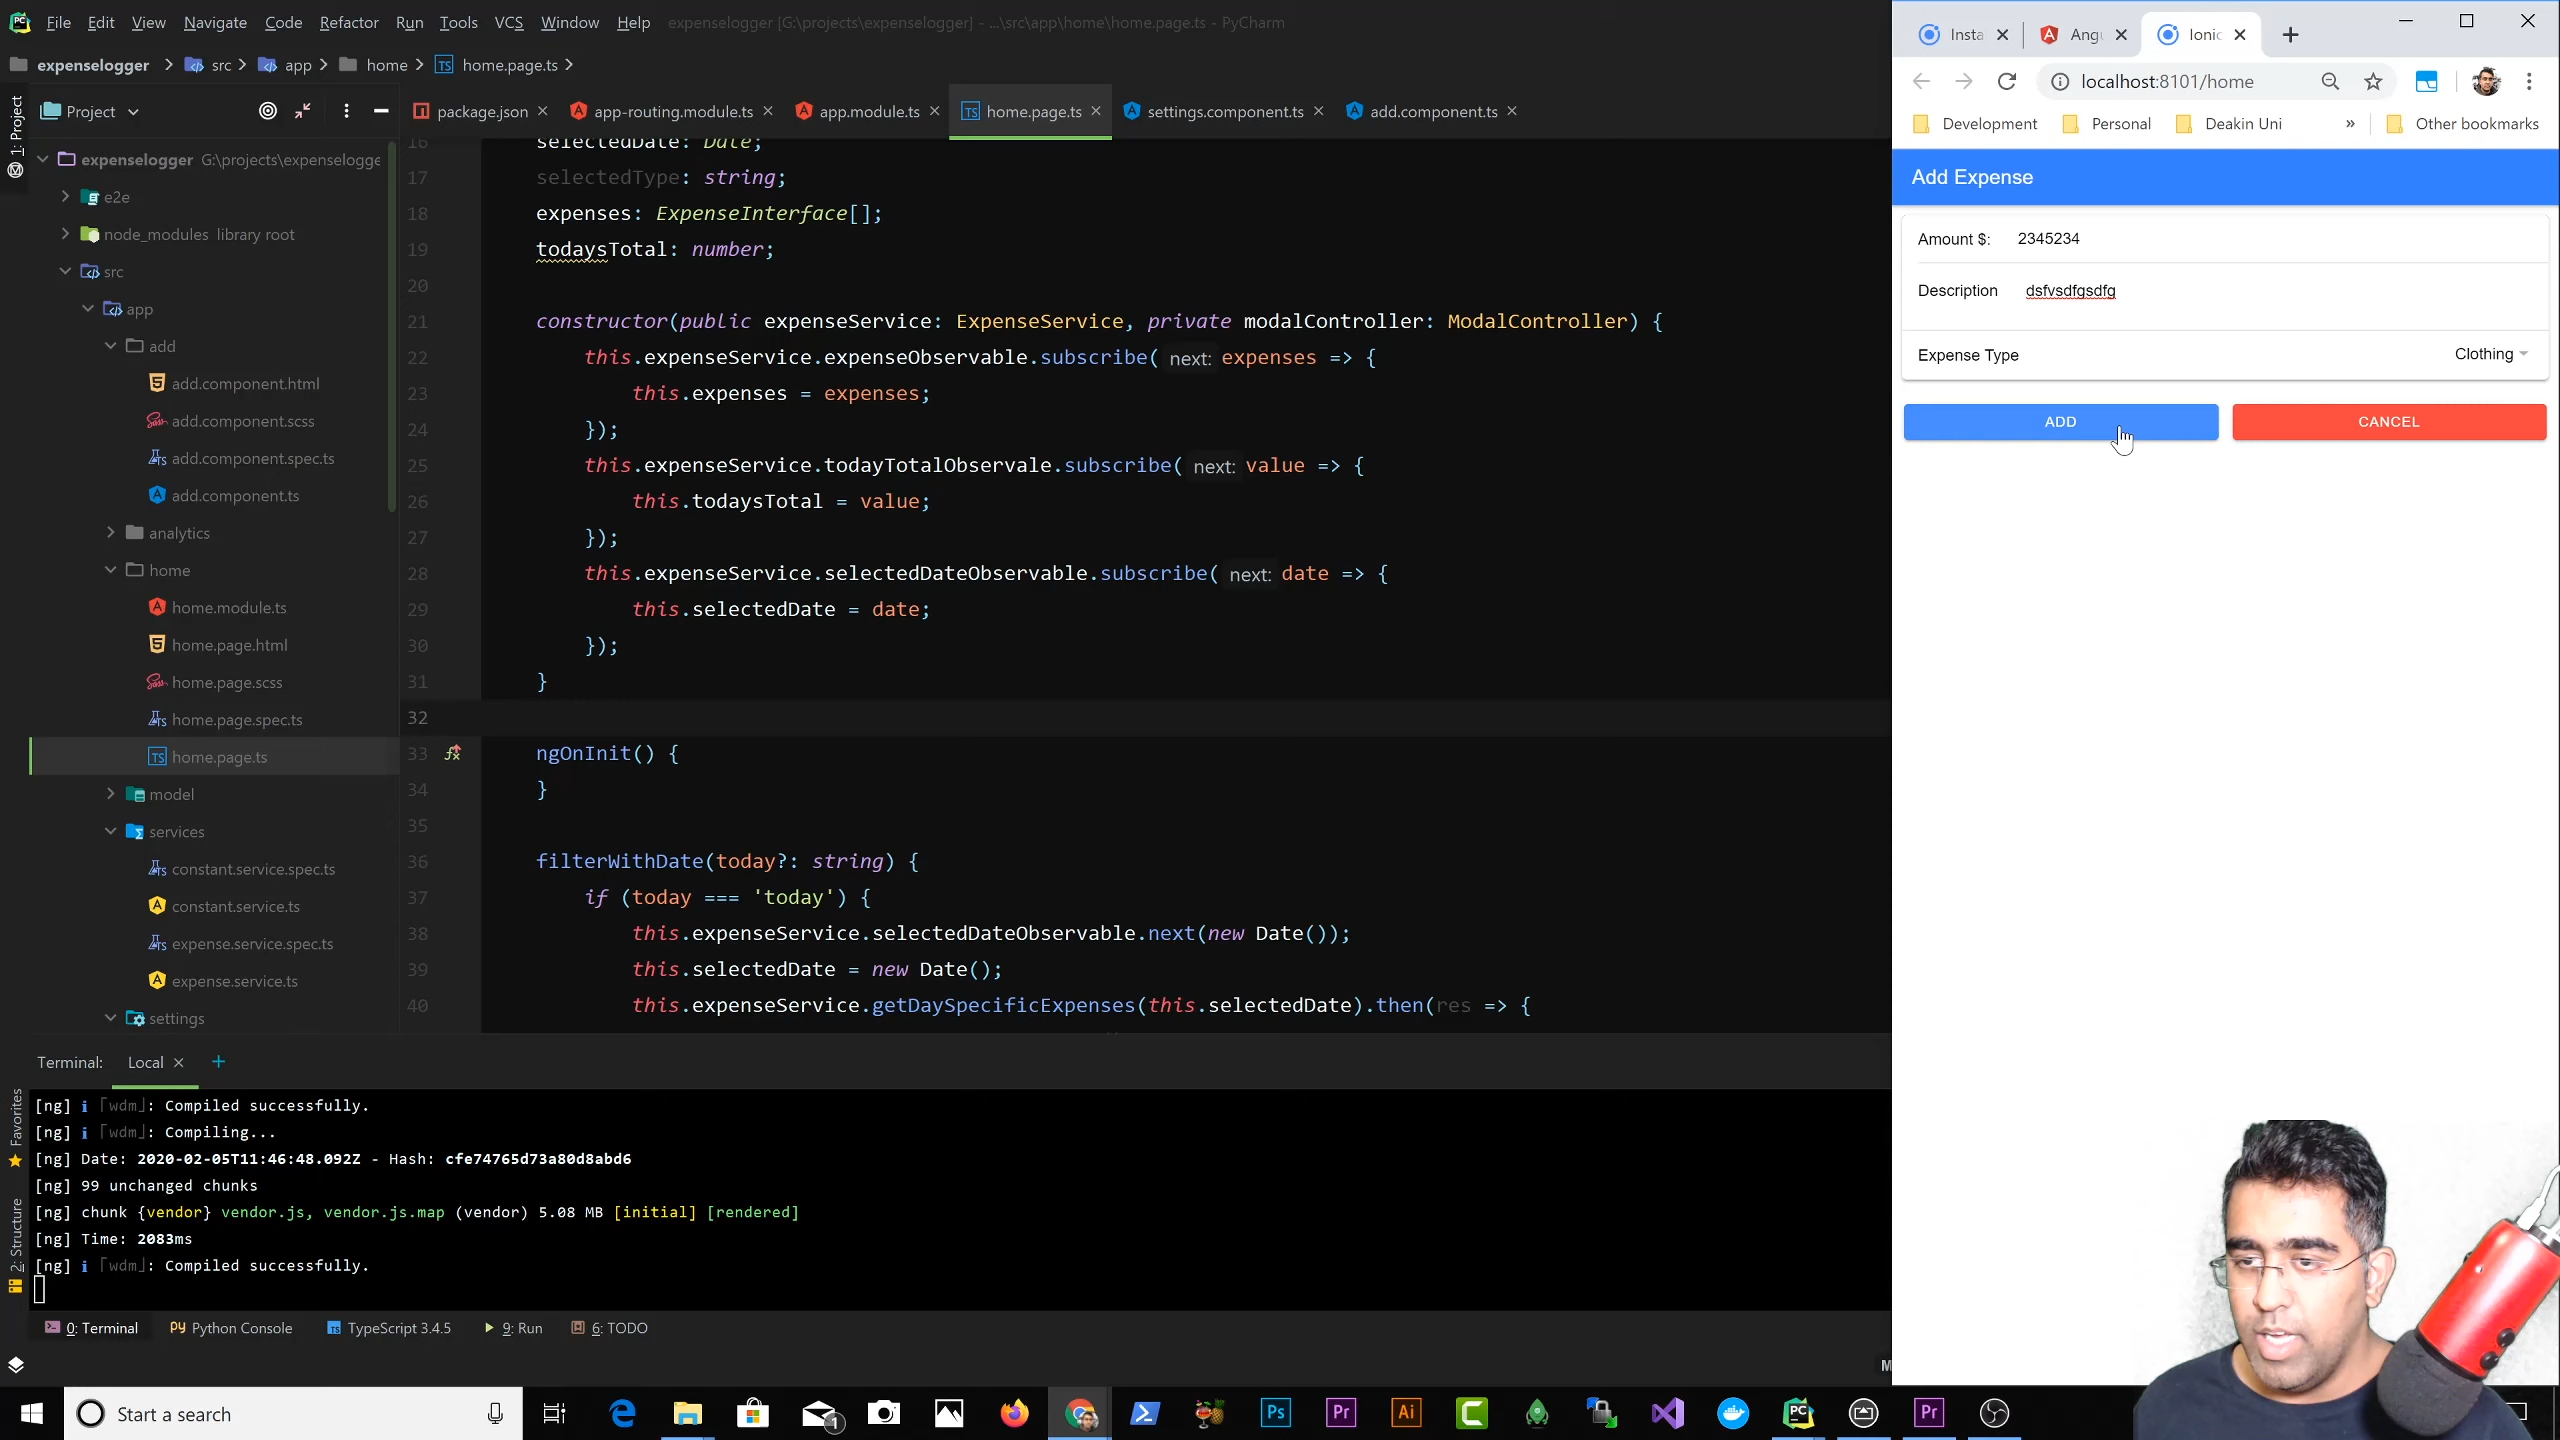 File Edit View Navigate Code Refactor Run Tools VCS Window Help expenselogger [G:\projects\expenselogger] - ...\src\app\home\home.page.ts - PyCharm
expenselogger src app home home.page.ts
1: Project
Project
package.json
app-routing.module.ts
app.module.ts
home.page.ts
settings.component.ts
add.component.ts
expenselogger G:\projects\expenselogge
e2e
node_modules library root
src
app
add
add.component.html
add.component.scss
add.component.spec.ts
add.component.ts
analytics
home
home.module.ts
home.page.html
home.page.scss
home.page.spec.ts
home.page.ts
model
services
constant.service.spec.ts
constant.service.ts
expense.service.spec.ts
expense.service.ts
settings
16 selectedDate: Date;
17 selectedType: string;
18 expenses: ExpenseInterface[];
19 todaysTotal: number;
20
21 constructor(public expenseService: ExpenseService, private modalController: ModalController) {
22 this.expenseService.expenseObservable.subscribe( next: expenses => {
23 this.expenses = expenses;
24 });
25 this.expenseService.todayTotalObservale.subscribe( next: value => {
26 this.todaysTotal = value;
27 });
28 this.expenseService.selectedDateObservable.subscribe( next: date => {
29 this.selectedDate = date;
30 });
31 }
32
33 ngOnInit() {
34 }
35
36 filterWithDate(today?: string) {
37 if (today === 'today') {
38 this.expenseService.selectedDateObservable.next(new Date());
39 this.selectedDate = new Date();
40 this.expenseService.getDaySpecificExpenses(this.selectedDate).then(res => {
Terminal: Local +
Favorites
2: Structure
[ng] i ｢wdm｣: Compiled successfully.
[ng] i ｢wdm｣: Compiling...
[ng] Date: 2020-02-05T11:46:48.092Z - Hash: cfe74765d73a80d8abd6
[ng] 99 unchanged chunks
[ng] chunk {vendor} vendor.js, vendor.js.map (vendor) 5.08 MB [initial] [rendered]
[ng] Time: 2083ms
[ng] i ｢wdm｣: Compiled successfully.
0: Terminal Python Console TypeScript 3.4.5 9: Run 6: TODO
Start a search
Insta
Angu
Ionic
localhost:8101/home
Development Personal Deakin Uni » Other bookmarks
Add Expense
Amount $: 2345234
Description dsfvsdfgsdfg
Expense Type Clothing
ADD CANCEL